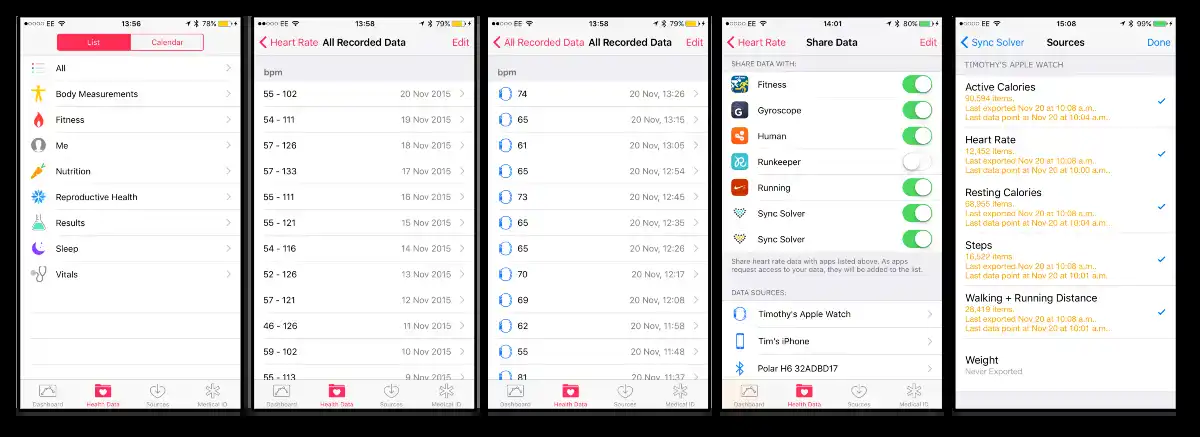 ●○○○○ EE 13:56 78%
List Calendar
All
Body Measurements
Fitness
Me
Nutrition
Reproductive Health
Results
Sleep
Vitals
Dashboard Health Data Sources Medical ID
●●○○○ EE 13:58 79%
Heart Rate All Recorded Data Edit
bpm
55 - 102 20 Nov 2015
54 - 111 19 Nov 2015
57 - 126 18 Nov 2015
57 - 133 17 Nov 2015
55 - 111 16 Nov 2015
55 - 121 15 Nov 2015
54 - 116 14 Nov 2015
52 - 126 13 Nov 2015
57 - 121 12 Nov 2015
46 - 126 11 Nov 2015
59 - 102 10 Nov 2015
55 - 113 9 Nov 2015
Dashboard Health Data Sources Medical ID
●●○○○ EE 13:58 79%
All Recorded Data All Recorded Data Edit
bpm
74 20 Nov, 13:26
65 20 Nov, 13:15
61 20 Nov, 13:05
65 20 Nov, 12:54
73 20 Nov, 12:45
65 20 Nov, 12:35
65 20 Nov, 12:26
70 20 Nov, 12:17
69 20 Nov, 12:08
62 20 Nov, 11:58
55 20 Nov, 11:48
81 20 Nov, 11:37
Dashboard Health Data Sources Medical ID
●○○○○ EE 14:01 80%
Heart Rate Share Data Edit
SHARE DATA WITH:
Fitness
Gyroscope
Human
Runkeeper
Running
Sync Solver
Sync Solver
Share heart rate data with apps listed above. As apps
request access to your data, they will be added to the list.
DATA SOURCES:
Timothy's Apple Watch
Tim's iPhone
Polar H6 32ADBD17
Dashboard Health Data Sources Medical ID
●○○○○ EE 15:08 99%
Sync Solver Sources Done
TIMOTHY'S APPLE WATCH
Active Calories
90,594 items.
Last exported Nov 20 at 10:08 a.m..
Last data point at Nov 20 at 10:04 a.m..
Heart Rate
12,452 items.
Last exported Nov 20 at 10:08 a.m..
Last data point at Nov 20 at 10:00 a.m..
Resting Calories
68,955 items.
Last exported Nov 20 at 10:08 a.m..
Last data point at Nov 20 at 10:04 a.m..
Steps
16,522 items.
Last exported Nov 20 at 10:08 a.m..
Last data point at Nov 20 at 10:01 a.m..
Walking + Running Distance
28,419 items.
Last exported Nov 20 at 10:08 a.m..
Last data point at Nov 20 at 10:01 a.m..
Weight
Never Exported